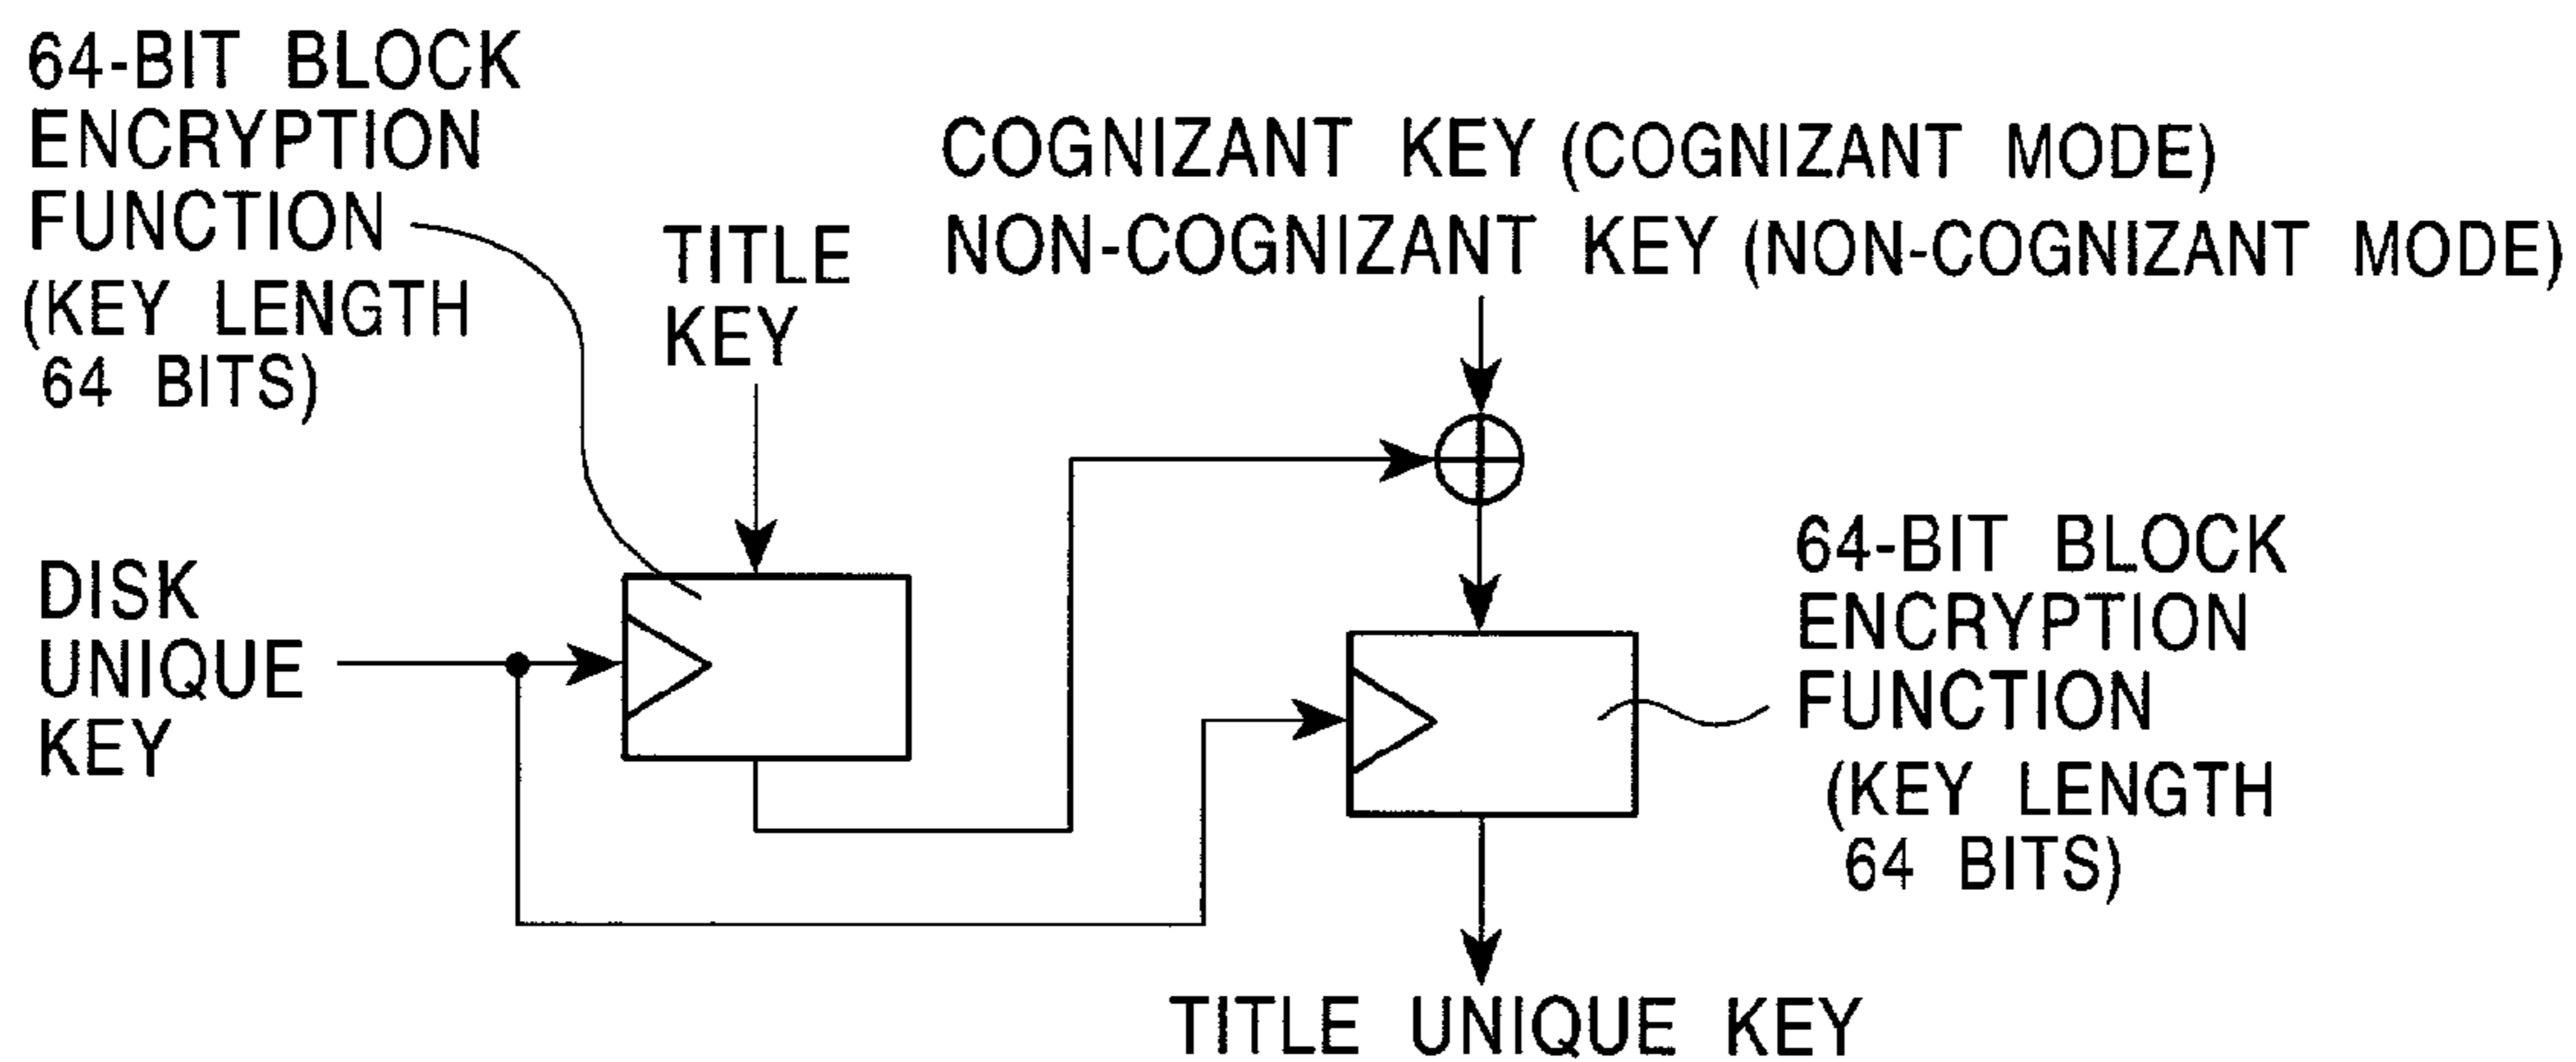 64-BIT BLOCK
ENCRYPTION
FUNCTION
(KEY LENGTH
64 BITS)
TITLE
KEY
COGNIZANT KEY (COGNIZANT MODE)
NON-COGNIZANT KEY (NON-COGNIZANT MODE)
DISK
UNIQUE
KEY
64-BIT BLOCK
ENCRYPTION
FUNCTION
(KEY LENGTH
64 BITS)
TITLE UNIQUE KEY